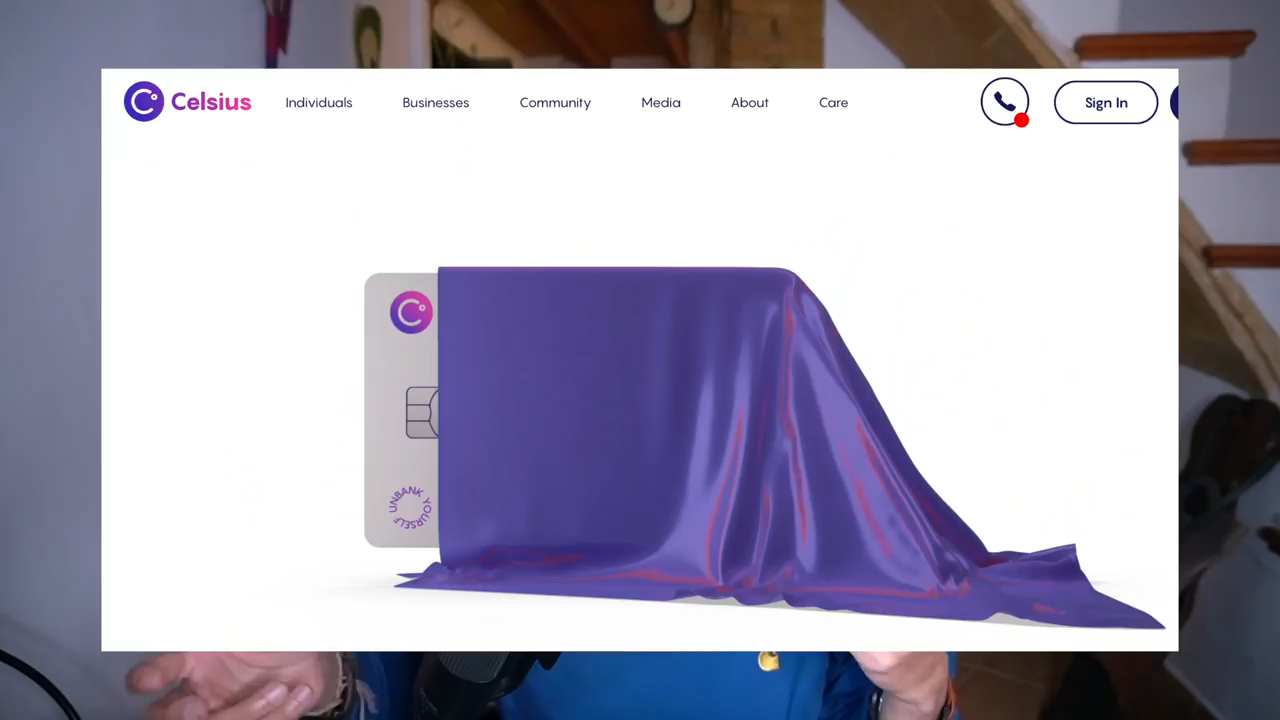 Celsius
Individuals
Businesses
Community
Media
About
Care
Sign In
UNBANK YOURSELF